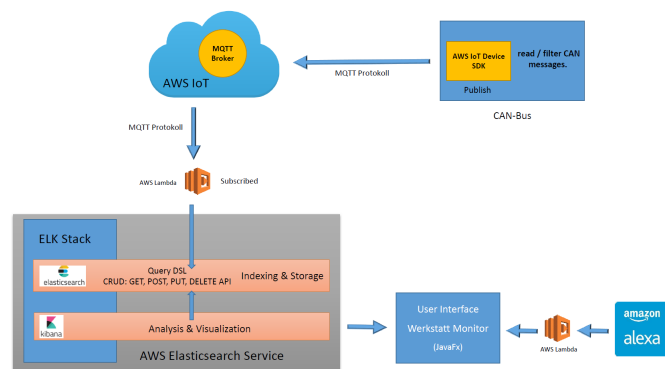 MQTT
Broker
AWS IoT
MQTT Protokoll
AWS IoT Device
SDK
read / filter CAN
messages.
Publish
CAN-Bus
MQTT Protokoll
AWS Lambda
Subscribed
ELK Stack
elasticsearch
Query DSL
CRUD: GET, POST, PUT, DELETE API
Indexing & Storage
kibana
Analysis & Visualization
AWS Elasticsearch Service
User Interface
Werkstatt Monitor
(JavaFx)
AWS Lambda
amazon
alexa